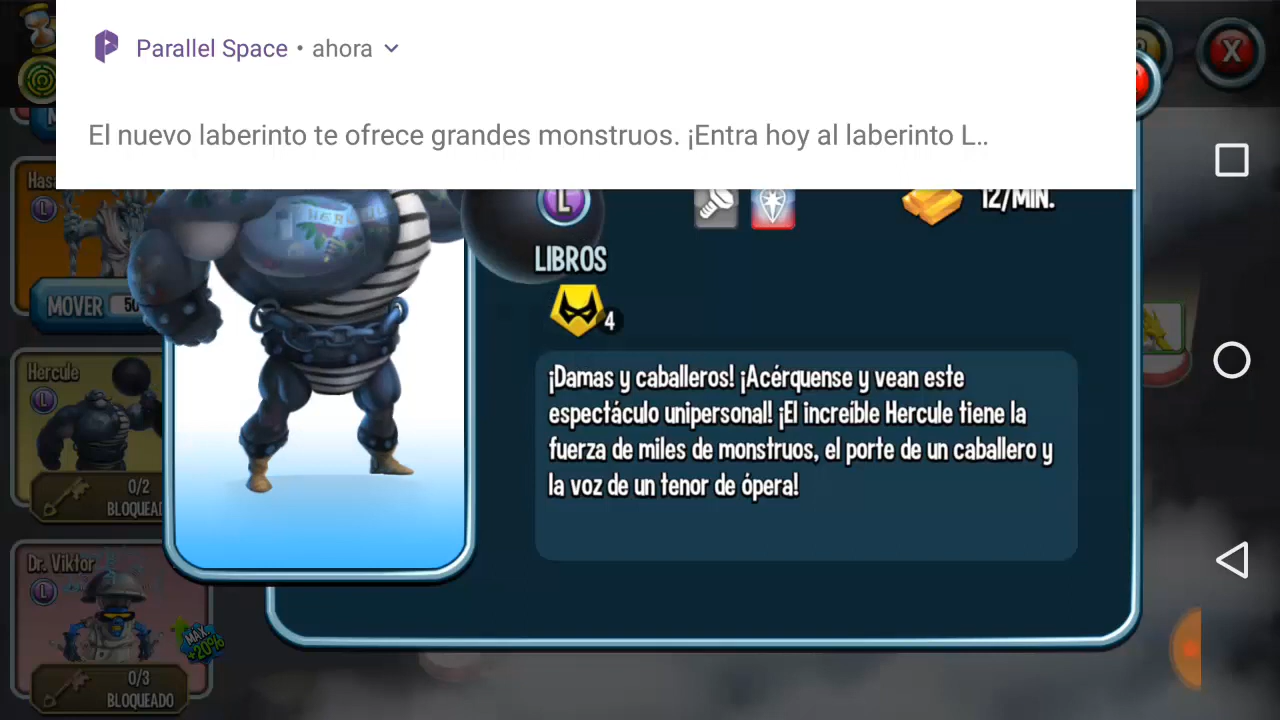 Parallel Space • ahora
El nuevo laberinto te ofrece grandes monstruos. ¡Entra hoy al laberinto L..
X
L
12/MIN.
LIBROS
4
¡Damas y caballeros! ¡Acérquense y vean este
espectáculo unipersonal! ¡El increíble Hercule tiene la
fuerza de miles de monstruos, el porte de un caballero y
la voz de un tenor de ópera!
L
MOVER
Hercule
L
0/2
Dr. Viktor
L
MÁX
+20%
0/3
BLOQUEADO